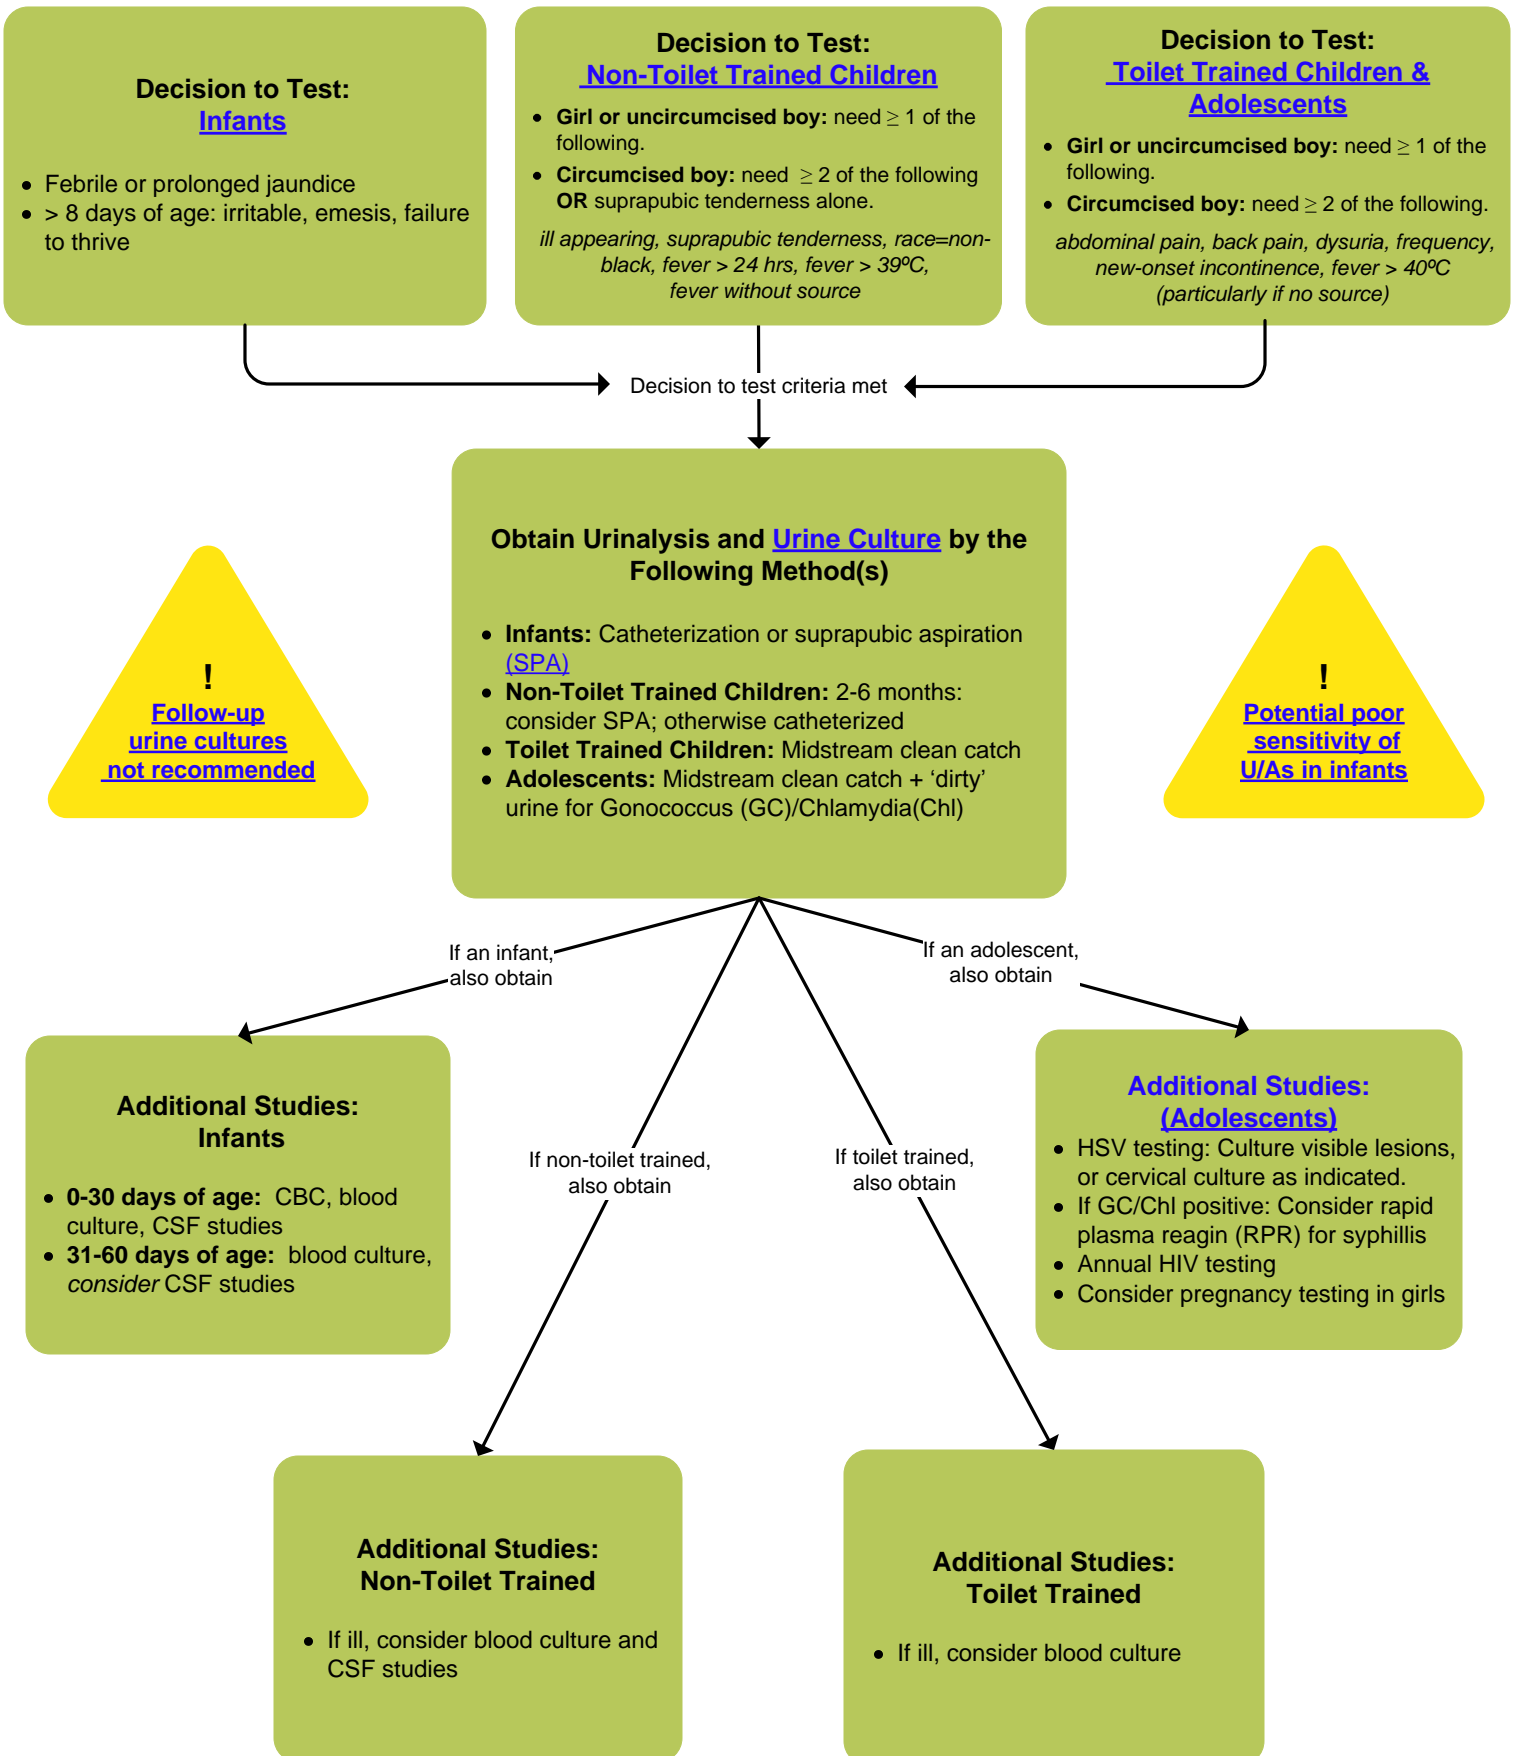 Decision to Test:
Infants
• Febrile or prolonged jaundice
• > 8 days of age: irritable, emesis, failure
to thrive
Decision to Test:
Non-Toilet Trained Children
• Girl or uncircumcised boy: need ≥ 1 of the
following.
• Circumcised boy: need ≥ 2 of the following
OR suprapubic tenderness alone.
ill appearing, suprapubic tenderness, race=non-
black, fever > 24 hrs, fever > 39ºC,
fever without source
Decision to Test:
Toilet Trained Children &
Adolescents
• Girl or uncircumcised boy: need ≥ 1 of the
following.
• Circumcised boy: need ≥ 2 of the following.
abdominal pain, back pain, dysuria, frequency,
new-onset incontinence, fever > 40ºC
(particularly if no source)
Decision to test criteria met
Obtain Urinalysis and Urine Culture by the
Following Method(s)
• Infants: Catheterization or suprapubic aspiration
(SPA)
• Non-Toilet Trained Children: 2-6 months:
consider SPA; otherwise catheterized
• Toilet Trained Children: Midstream clean catch
• Adolescents: Midstream clean catch + ‘dirty’
urine for Gonococcus (GC)/Chlamydia(Chl)
!
Follow-up
urine cultures
not recommended
!
Potential poor
sensitivity of
U/As in infants
If an infant,
also obtain
If an adolescent,
also obtain
If non-toilet trained,
also obtain
If toilet trained,
also obtain
Additional Studies:
Infants
• 0-30 days of age: CBC, blood
culture, CSF studies
• 31-60 days of age: blood culture,
consider CSF studies
Additional Studies:
(Adolescents)
• HSV testing: Culture visible lesions,
or cervical culture as indicated.
• If GC/Chl positive: Consider rapid
plasma reagin (RPR) for syphillis
• Annual HIV testing
• Consider pregnancy testing in girls
Additional Studies:
Non-Toilet Trained
• If ill, consider blood culture and
CSF studies
Additional Studies:
Toilet Trained
• If ill, consider blood culture